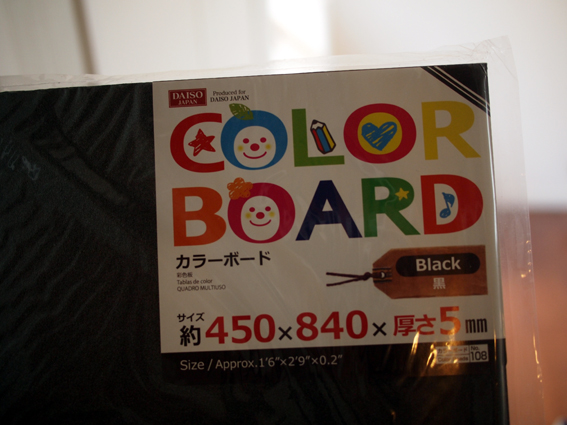 DAISO JAPAN
Produced for
DAISO JAPAN
COLOR
BOARD
カラーボード
彩色板
Tablas de color
QUADRO MULTIUSO
Black
黒
サイズ
約450×840×厚さ5mm
Size / Approx.1'6"×2'9"×0.2"
No.
108